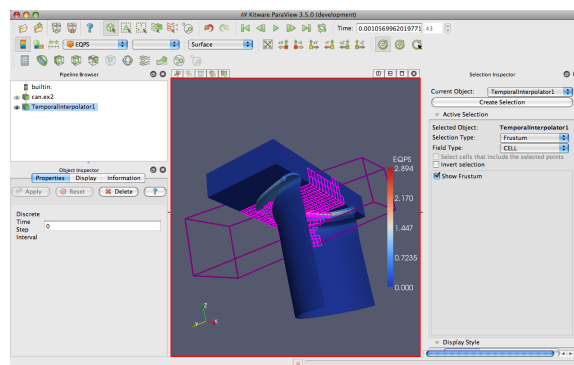 Kitware ParaView 3.5.0 (development)
Time: 0.0010569962019771 43
EQPS Surface
Pipeline Browser
builtin:
can.ex2
TemporalInterpolator1
Object Inspector
Properties Display Information
Apply Reset Delete ?
Discrete
Time
Step
Interval
0
EQPS
2.894
2.170
1.447
0.7235
0.000
Z
Y X
Selection Inspector
Current Object: TemporalInterpolator1
Create Selection
Active Selection
Selected Object: TemporalInterpolator1
Selection Type: Frustum
Field Type: CELL
Select cells that include the selected points
Invert selection
Show Frustum
Display Style